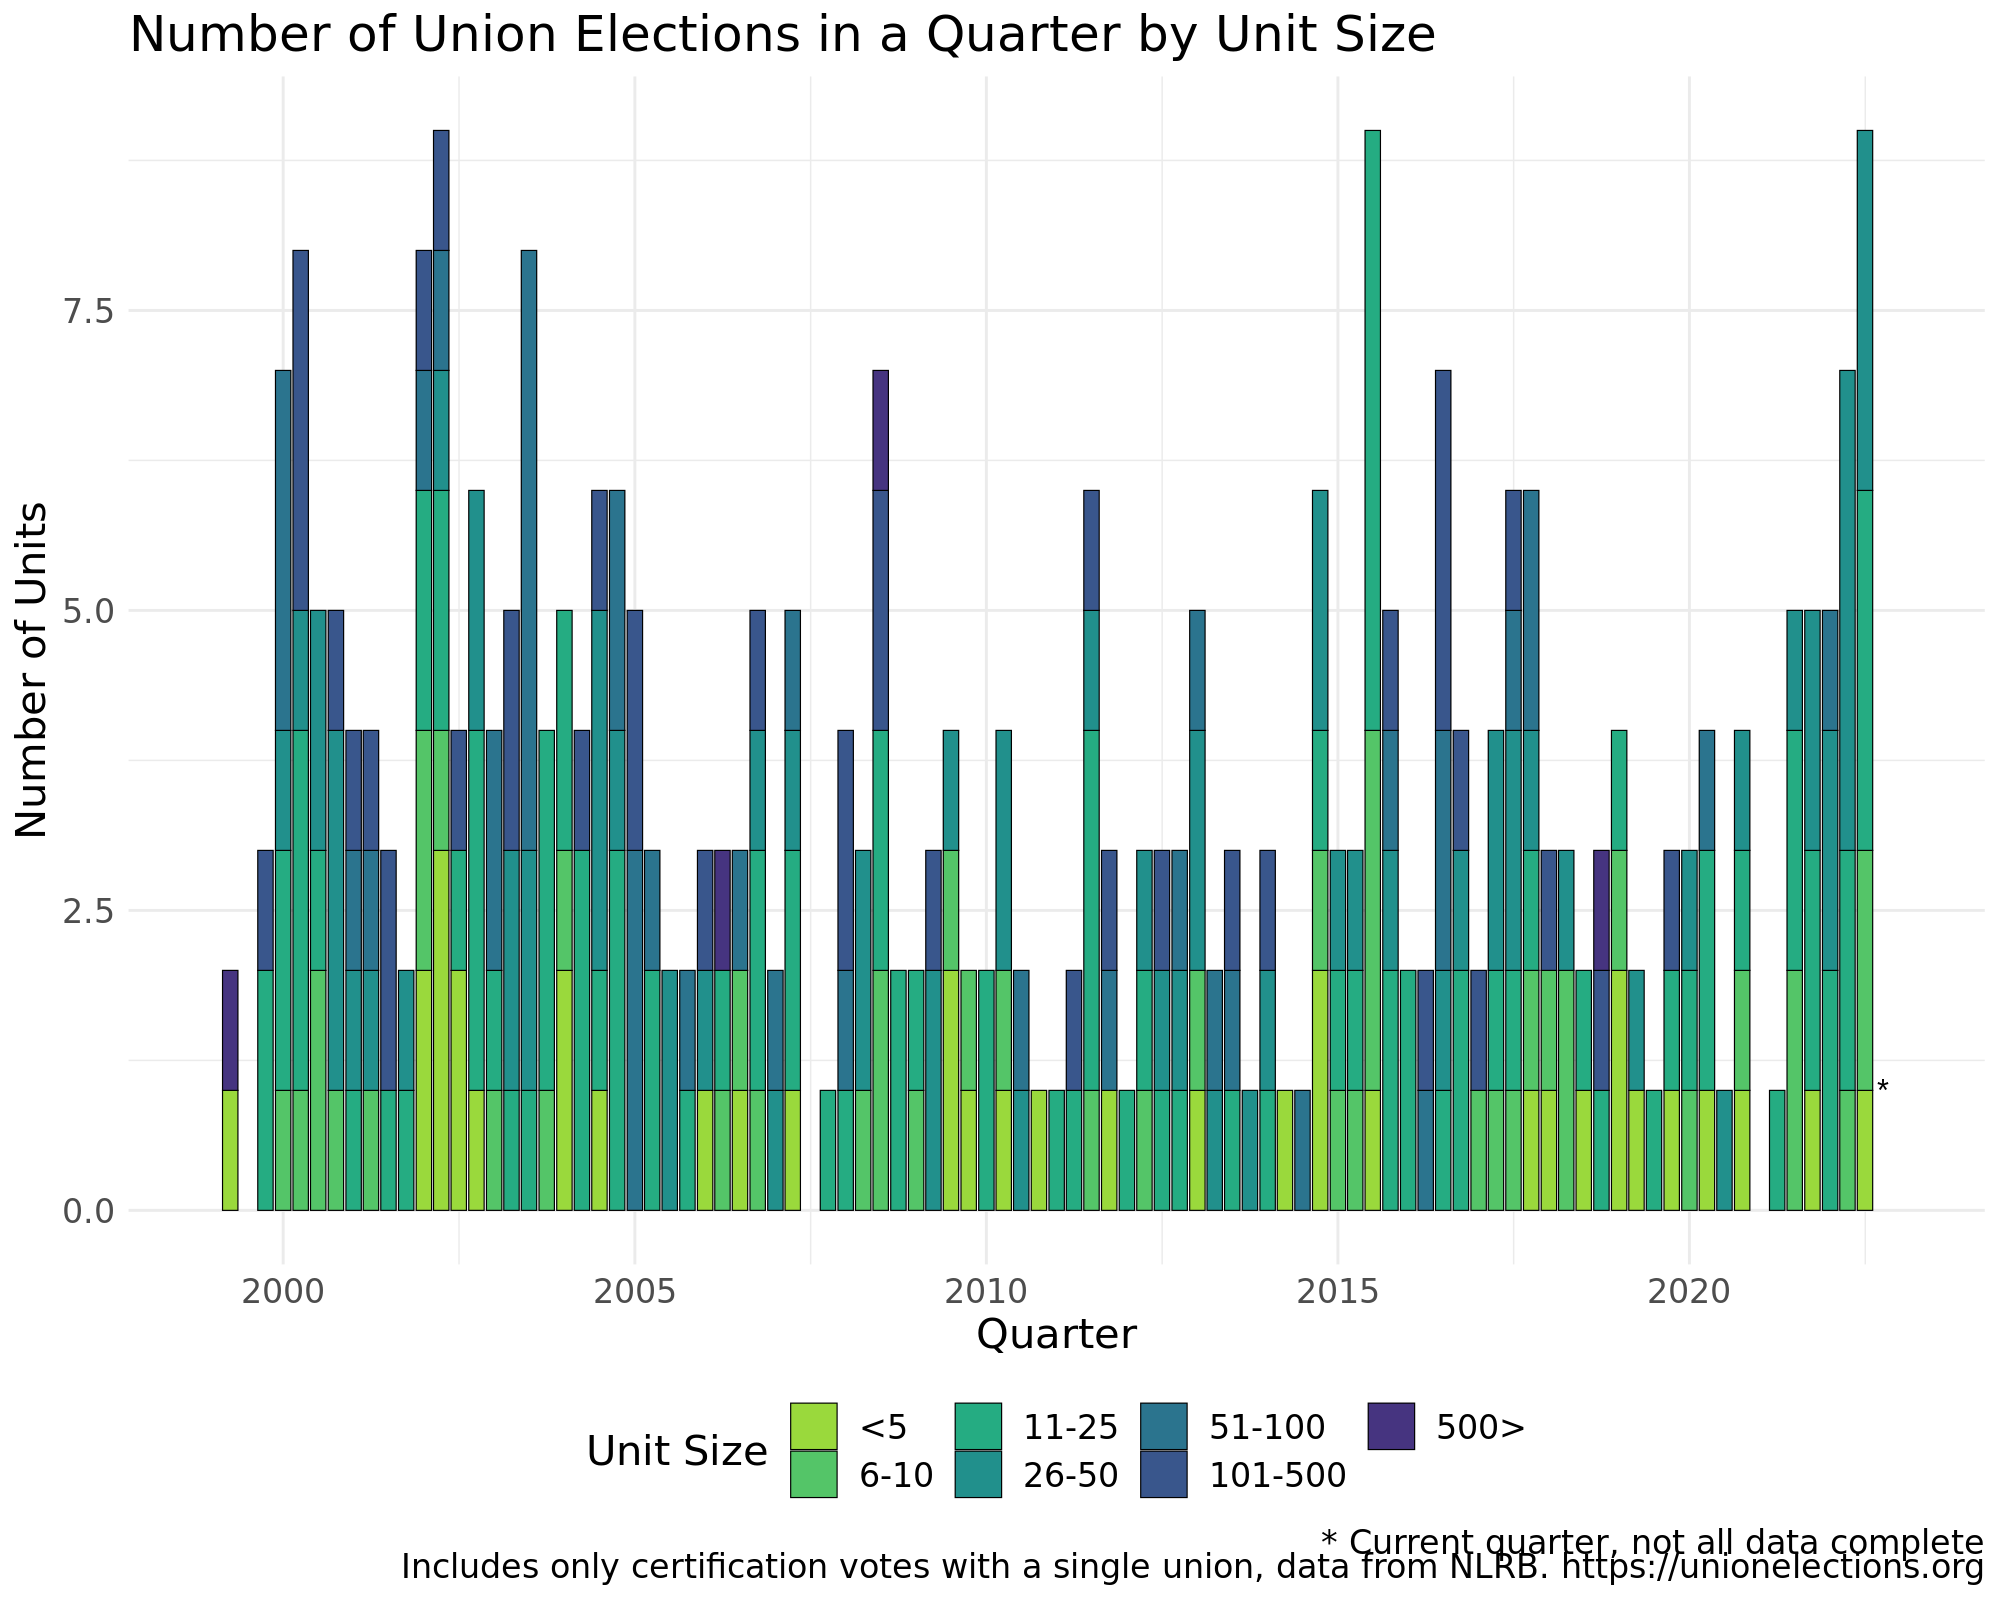 Number of Union Elections in a Quarter by Unit Size
Number of Units
7.5
5.0
2.5
0.0
*
2000 2005 2010 2015 2020
Quarter
Unit Size
<5 11-25 51-100 500>
6-10 26-50 101-500
* Current quarter, not all data complete
Includes only certification votes with a single union, data from NLRB. https://unionelections.org